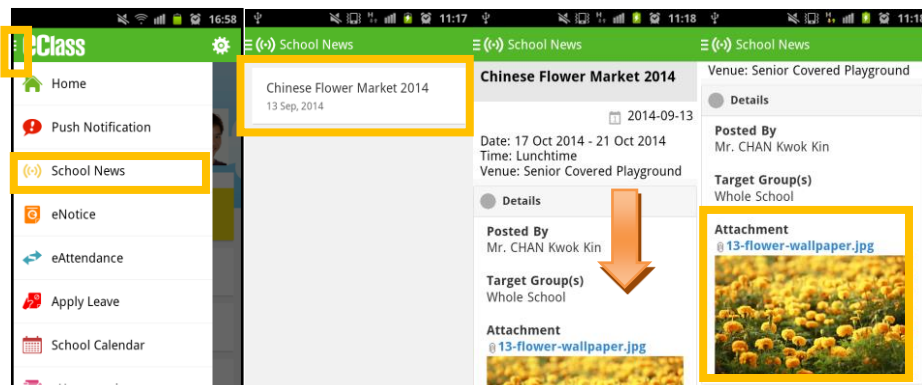 16:58
eClass
Home
Push Notification
School News
eNotice
eAttendance
Apply Leave
School Calendar
11:17
School News
Chinese Flower Market 2014
13 Sep, 2014
11:18
School News
Chinese Flower Market 2014
2014-09-13
Date: 17 Oct 2014 - 21 Oct 2014
Time: Lunchtime
Venue: Senior Covered Playground
Details
Posted By
Mr. CHAN Kwok Kin
Target Group(s)
Whole School
Attachment
13-flower-wallpaper.jpg
11:18
School News
Venue: Senior Covered Playground
Details
Posted By
Mr. CHAN Kwok Kin
Target Group(s)
Whole School
Attachment
13-flower-wallpaper.jpg